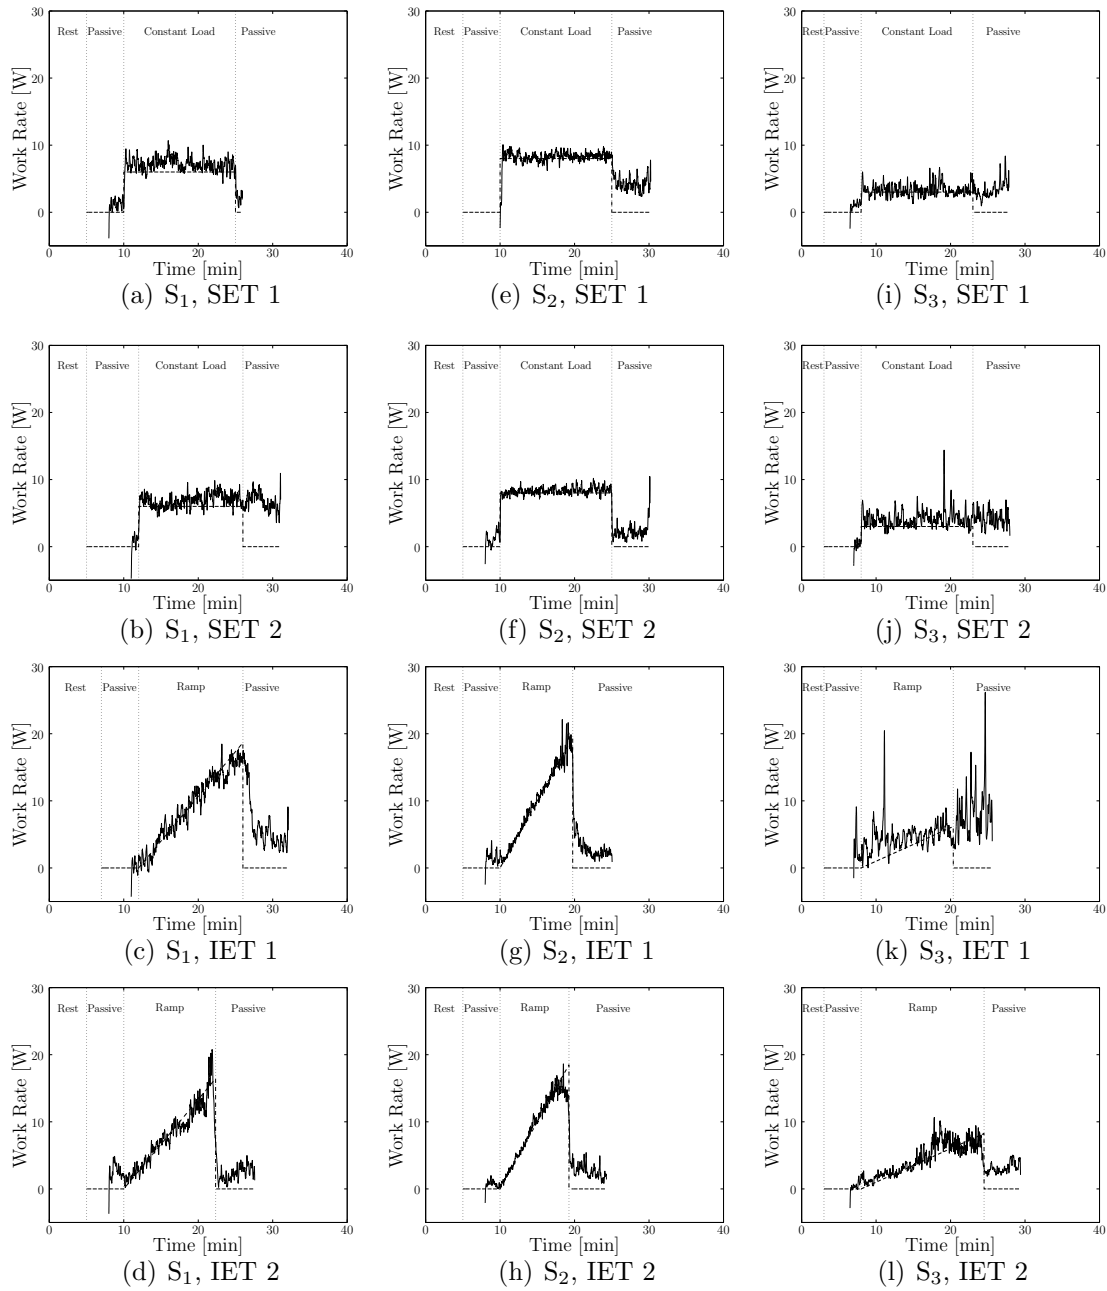 30
Rest Passive Constant Load Passive
20
10
0
Work Rate [W]
0 10 20 30 40
Time [min]
(a) S₁, SET 1
30
Rest Passive Constant Load Passive
20
10
0
Work Rate [W]
0 10 20 30 40
Time [min]
(e) S₂, SET 1
30
Rest Passive Constant Load Passive
20
10
0
Work Rate [W]
0 10 20 30 40
Time [min]
(i) S₃, SET 1
30
Rest Passive Constant Load Passive
20
10
0
Work Rate [W]
0 10 20 30 40
Time [min]
(b) S₁, SET 2
30
Rest Passive Constant Load Passive
20
10
0
Work Rate [W]
0 10 20 30 40
Time [min]
(f) S₂, SET 2
30
Rest Passive Constant Load Passive
20
10
0
Work Rate [W]
0 10 20 30 40
Time [min]
(j) S₃, SET 2
30
Rest Passive Ramp Passive
20
10
0
Work Rate [W]
0 10 20 30 40
Time [min]
(c) S₁, IET 1
30
Rest Passive Ramp Passive
20
10
0
Work Rate [W]
0 10 20 30 40
Time [min]
(g) S₂, IET 1
30
Rest Passive Ramp Passive
20
10
0
Work Rate [W]
0 10 20 30 40
Time [min]
(k) S₃, IET 1
30
Rest Passive Ramp Passive
20
10
0
Work Rate [W]
0 10 20 30 40
Time [min]
(d) S₁, IET 2
30
Rest Passive Ramp Passive
20
10
0
Work Rate [W]
0 10 20 30 40
Time [min]
(h) S₂, IET 2
30
Rest Passive Ramp Passive
20
10
0
Work Rate [W]
0 10 20 30 40
Time [min]
(l) S₃, IET 2